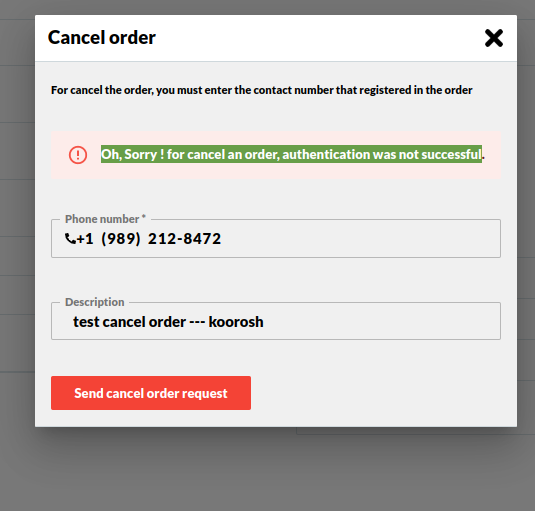 Cancel order
For cancel the order, you must enter the contact number that registered in the order
Oh, Sorry ! for cancel an order, authentication was not successful.
Phone number *
+1 (989) 212-8472
Description
test cancel order --- koorosh
Send cancel order request